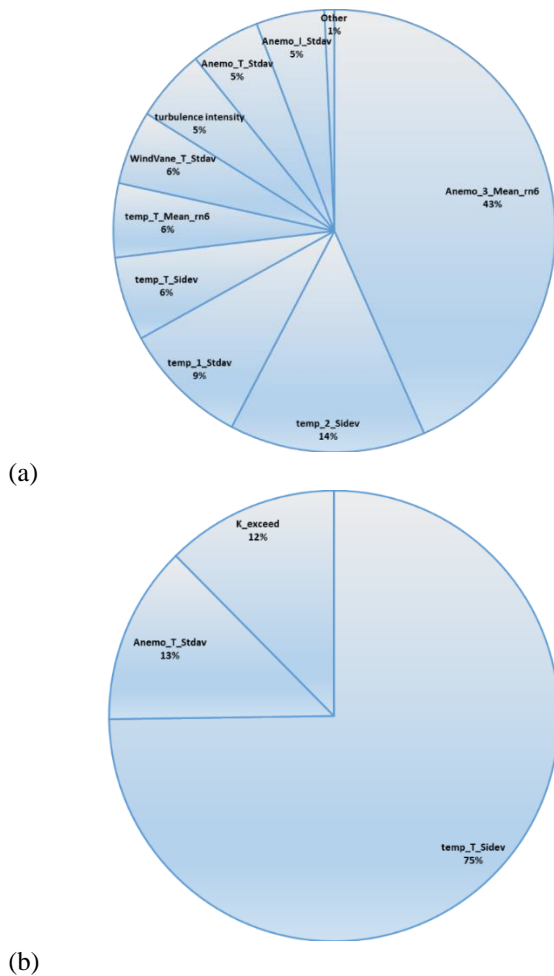 Other
1%
Anemo_I_Stdav
5%
Anemo_T_Stdav
5%
turbulence intensity
5%
WindVane_T_Stdav
6%
temp_T_Mean_rn6
6%
temp_T_Sidev
6%
temp_1_Stdav
9%
temp_2_Sidev
14%
Anemo_3_Mean_rn6
43%
(a)
K_exceed
12%
Anemo_T_Stdav
13%
temp_T_Sidev
75%
(b)